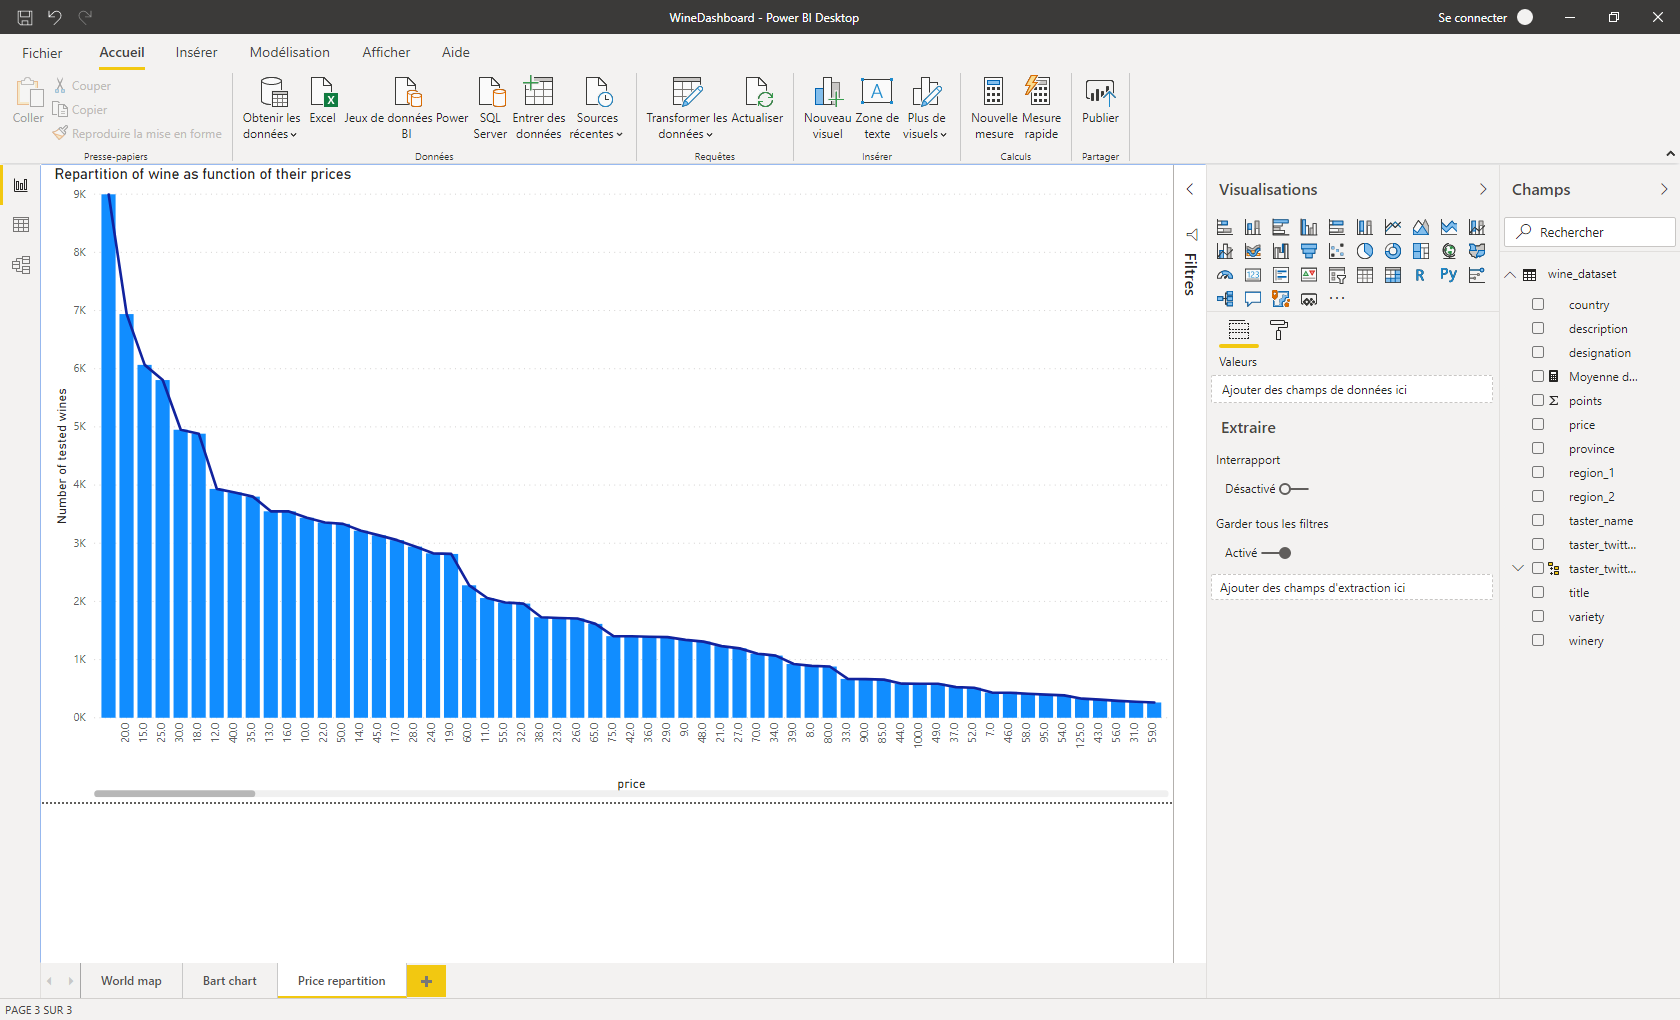 WineDashboard - Power BI Desktop
Se connecter
Fichier
Accueil
Insérer
Modélisation
Afficher
Aide
Coller
Couper
Copier
Reproduire la mise en forme
Presse-papiers
Obtenir les
données
Excel
Jeux de données Power
BI
SQL
Server
Entrer des
données
Sources
récentes
Données
Transformer les
données
Actualiser
Requêtes
Nouveau
visuel
Zone de
texte
Plus de
visuels
Insérer
Nouvelle
mesure
Mesure
rapide
Calculs
Publier
Partager
Repartition of wine as function of their prices
Number of tested wines
9K
8K
7K
6K
5K
4K
3K
2K
1K
0K
20.0
15.0
25.0
30.0
18.0
12.0
40.0
35.0
13.0
16.0
10.0
22.0
50.0
14.0
45.0
17.0
28.0
24.0
19.0
60.0
11.0
55.0
32.0
38.0
23.0
26.0
65.0
75.0
42.0
36.0
29.0
9.0
48.0
21.0
27.0
70.0
34.0
39.0
8.0
80.0
33.0
90.0
85.0
44.0
100.0
49.0
37.0
52.0
7.0
46.0
58.0
95.0
54.0
125.0
43.0
56.0
31.0
59.0
price
Filtres
Visualisations
123
R
Py
Valeurs
Ajouter des champs de données ici
Extraire
Interrapport
Désactivé
Garder tous les filtres
Activé
Ajouter des champs d'extraction ici
Champs
Rechercher
wine_dataset
country
description
designation
Moyenne d...
Σ points
price
province
region_1
region_2
taster_name
taster_twitt...
taster_twitt...
title
variety
winery
World map
Bart chart
Price repartition
+
PAGE 3 SUR 3